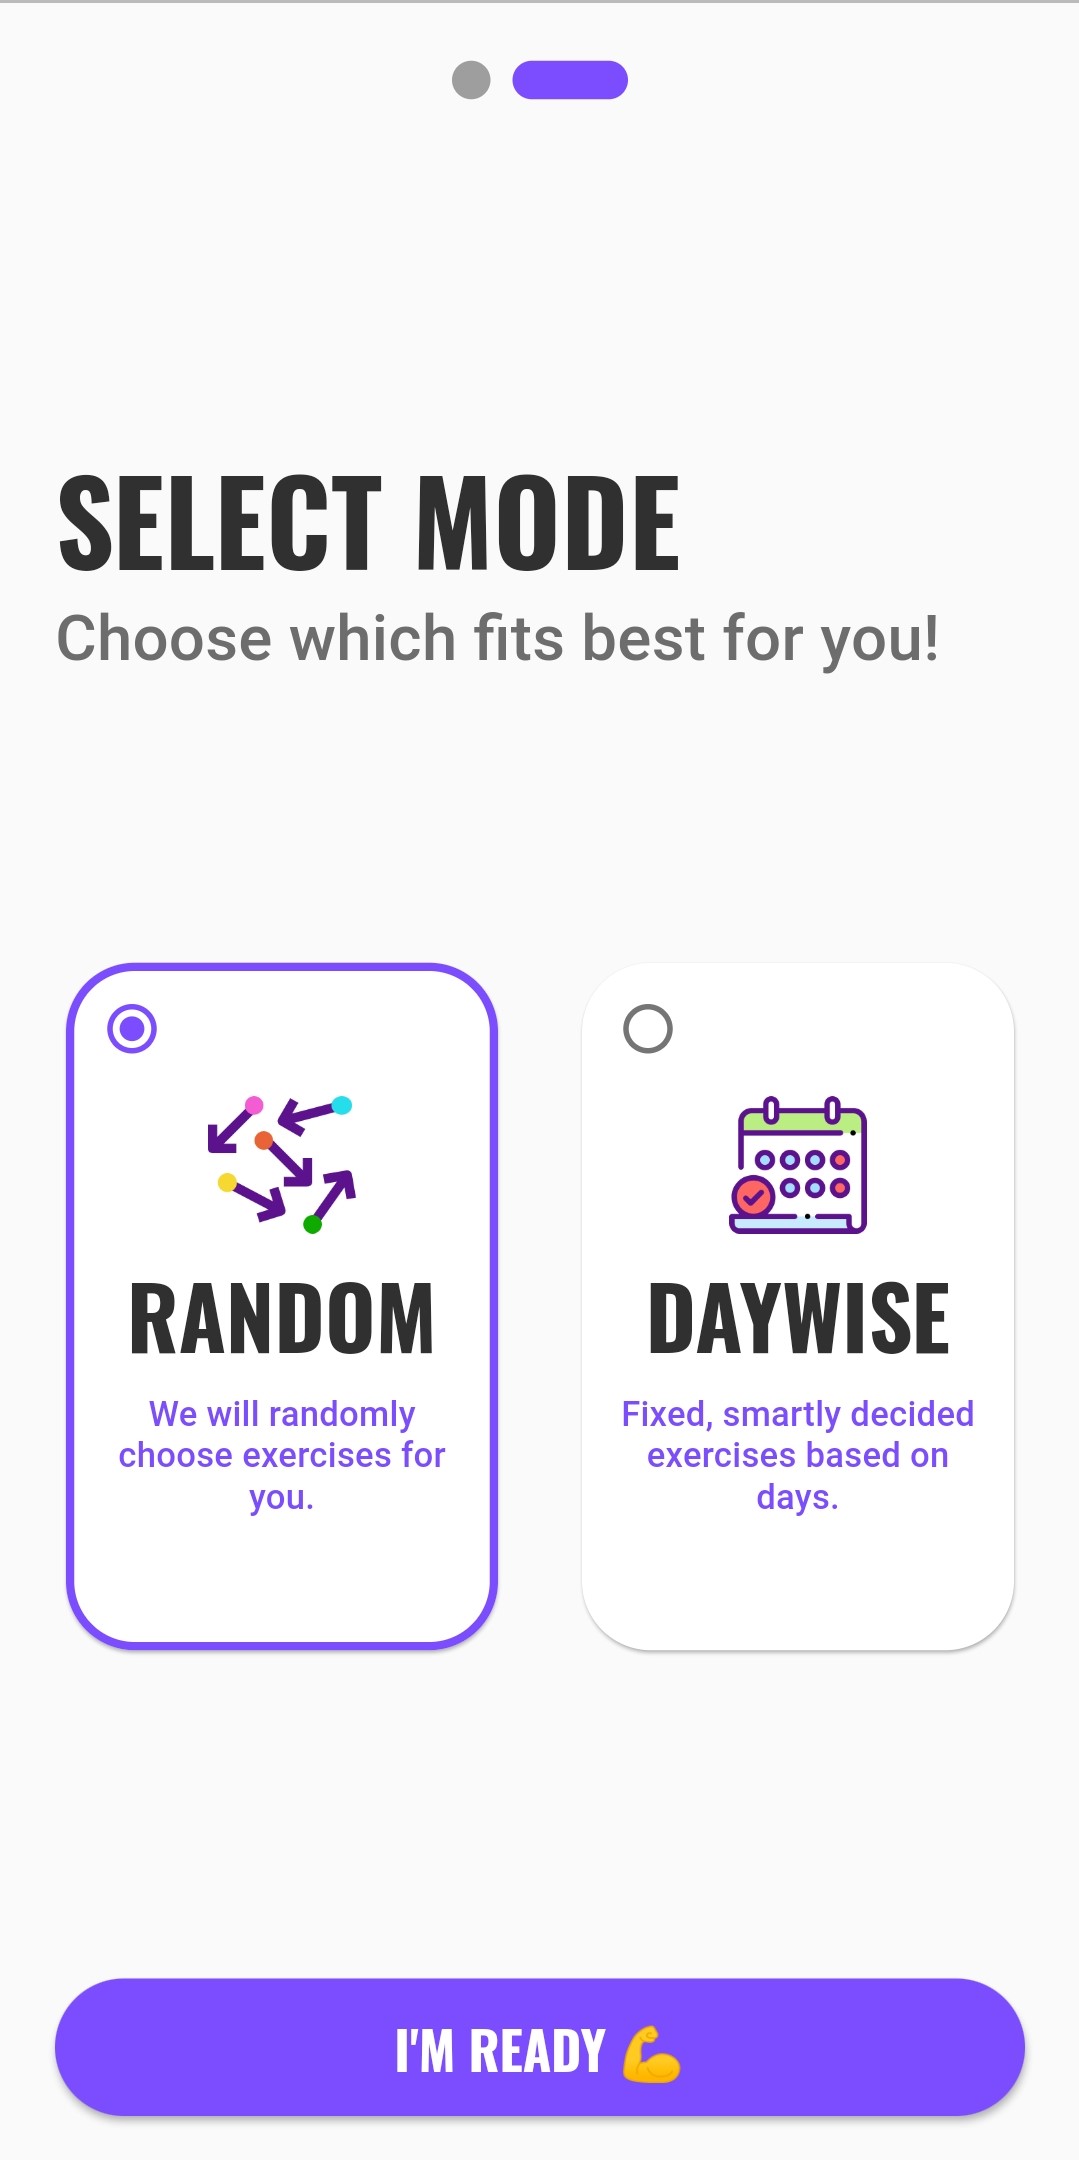 SELECT MODE
Choose which fits best for you!
RANDOM
We will randomly
choose exercises for
you.
DAYWISE
Fixed, smartly decided
exercises based on
days.
I'M READY 💪